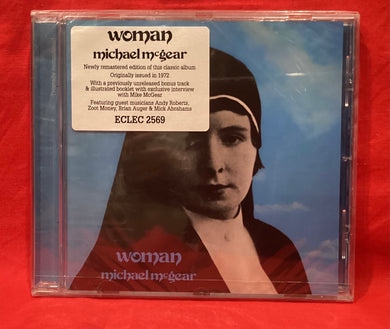 woman
michael mcgear
Newly remastered edition of this classic album
Originally issued in 1972
With a previously unreleased bonus track
& illustrated booklet with exclusive interview
with Mike McGear
Featuring guest musicians Andy Roberts,
Zoot Money, Brian Auger & Mick Abrahams
ECLEC 2569
woman
michael mcgear